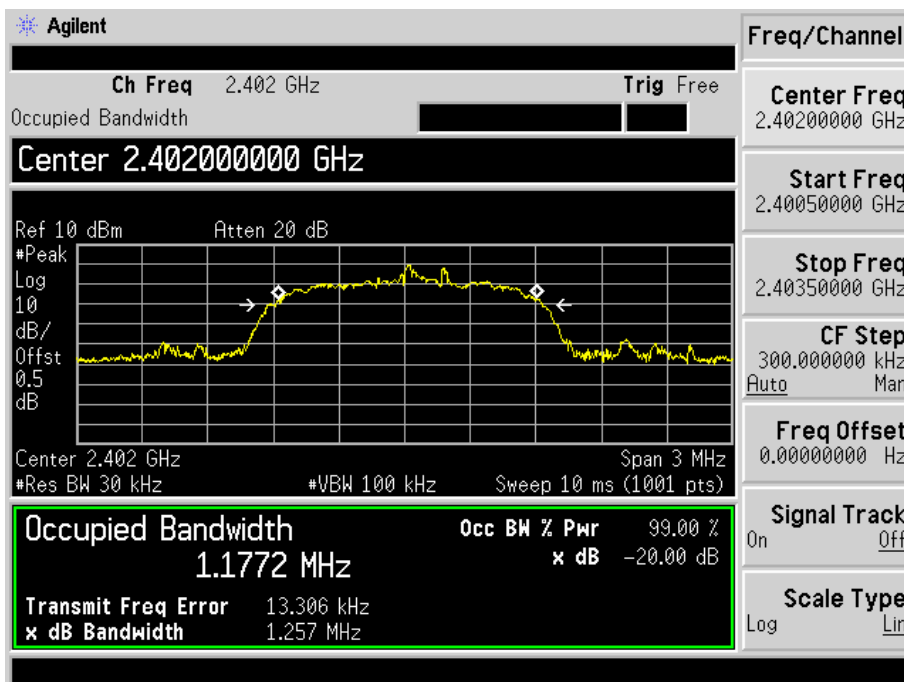 Agilent
Freq/Channel
Ch Freq 2.402 GHz Trig Free
Occupied Bandwidth
Center 2.402000000 GHz
Ref 10 dBm Atten 20 dB
#Peak
Log
10
dB/
Offst
0.5
dB
Center 2.402 GHz Span 3 MHz
#Res BW 30 kHz #VBW 100 kHz Sweep 10 ms (1001 pts)
Occupied Bandwidth
1.1772 MHz
Occ BW % Pwr 99.00 %
x dB -20.00 dB
Transmit Freq Error 13.306 kHz
x dB Bandwidth 1.257 MHz
Center Freq
2.40200000 GHz
Start Freq
2.40050000 GHz
Stop Freq
2.40350000 GHz
CF Step
300.000000 kHz
Auto Man
Freq Offset
0.00000000 Hz
Signal Track
On Off
Scale Type
Log Lin